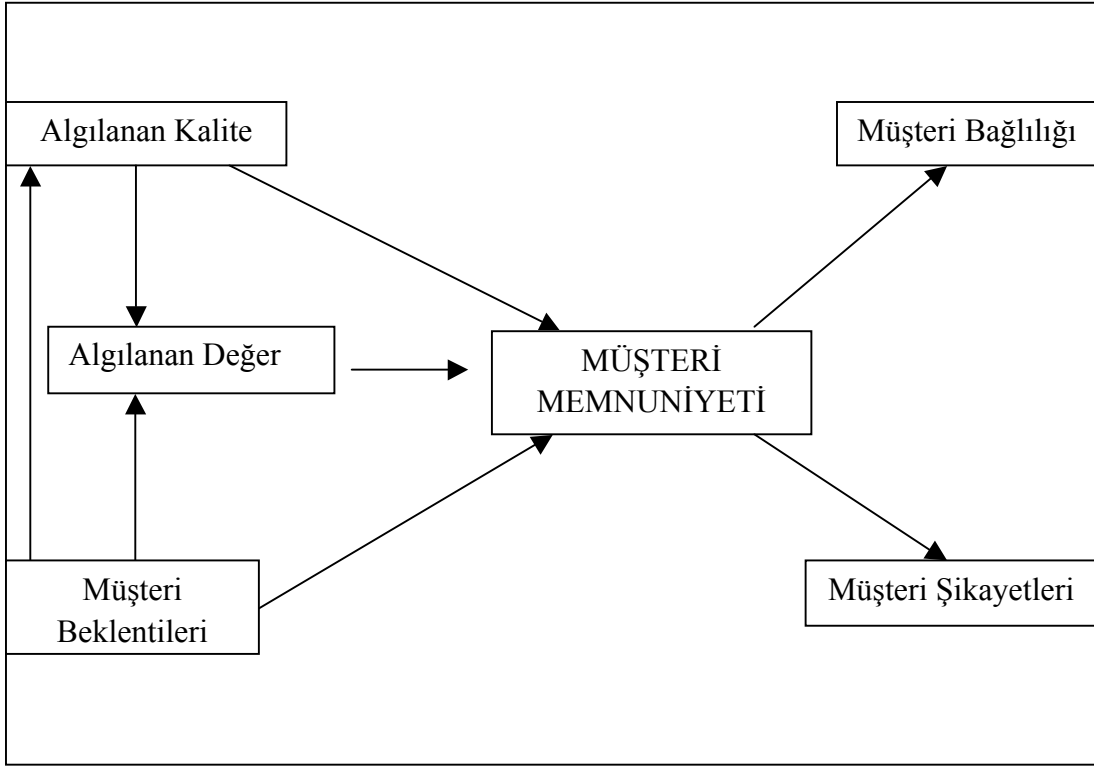 Algılanan Kalite
Müşteri Bağlılığı
Algılanan Değer
MÜŞTERİ
MEMNUNİYETİ
Müşteri
Beklentileri
Müşteri Şikayetleri